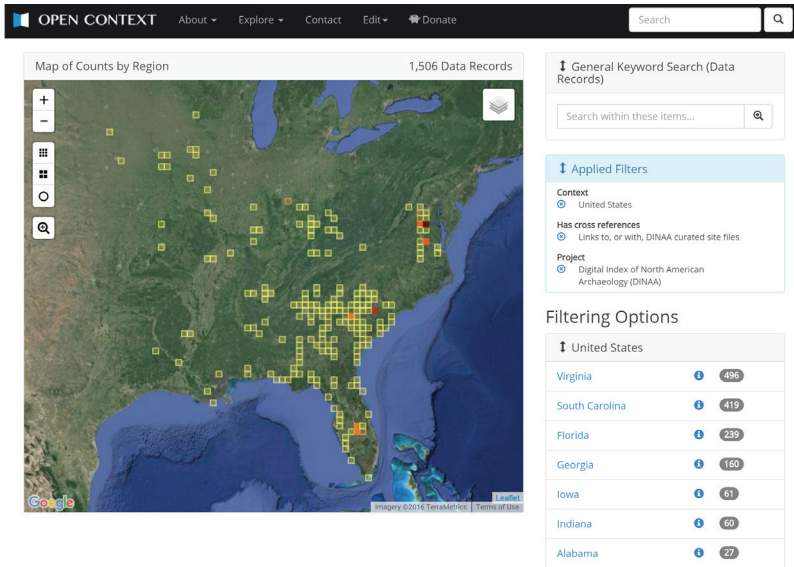 OPEN CONTEXT About Explore Contact Edit Donate Search
Map of Counts by Region 1,506 Data Records
+
−
Google
Leaflet
Imagery ©2016 TerraMetrics Terms of Use
General Keyword Search (Data
Records)
Search within these items...
Applied Filters
Context
United States
Has cross references
Links to, or with, DINAA curated site files
Project
Digital Index of North American
Archaeology (DINAA)
Filtering Options
United States
Virginia 496
South Carolina 419
Florida 239
Georgia 160
Iowa 61
Indiana 60
Alabama 27